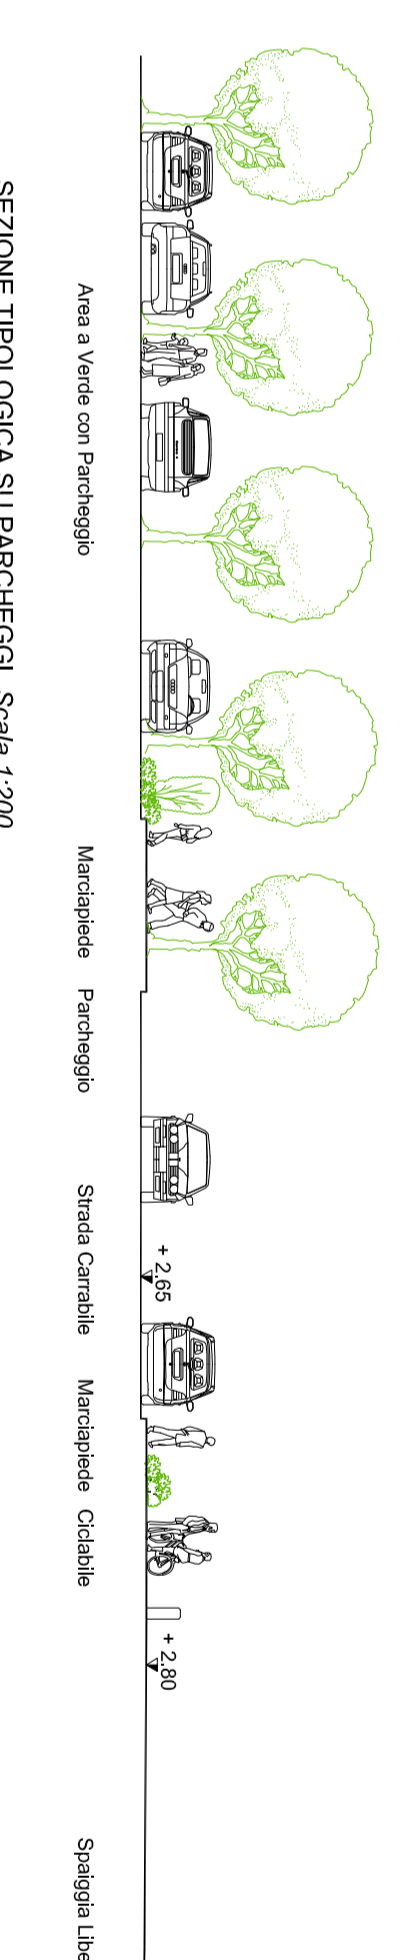 + 2.65
+ 2.80
Area a Verde con Parcheggio
Marciapiede
Parcheggio
Strada Carrabile
Marciapiede
Ciclabile
Spaiggia Libe
SEZIONE TIPOLOGICA SU PARCHEGGI Scala 1:200